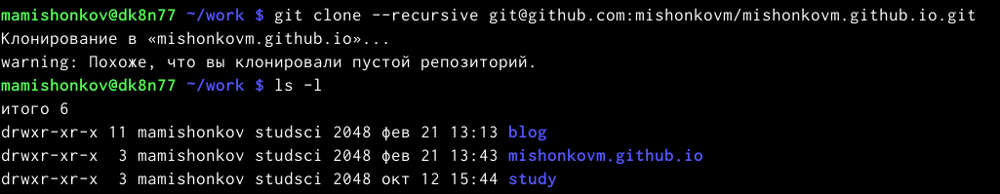 mamishonkov@dk8n77 ~/work $ git clone --recursive git@github.com:mishonkovm/mishonkovm.github.io.git
Клонирование в «mishonkovm.github.io»...
warning: Похоже, что вы клонировали пустой репозиторий.
mamishonkov@dk8n77 ~/work $ ls -l
итого 6
drwxr-xr-x 11 mamishonkov studsci 2048 фев 21 13:13 blog
drwxr-xr-x  3 mamishonkov studsci 2048 фев 21 13:43 mishonkovm.github.io
drwxr-xr-x  3 mamishonkov studsci 2048 окт 12 15:44 study